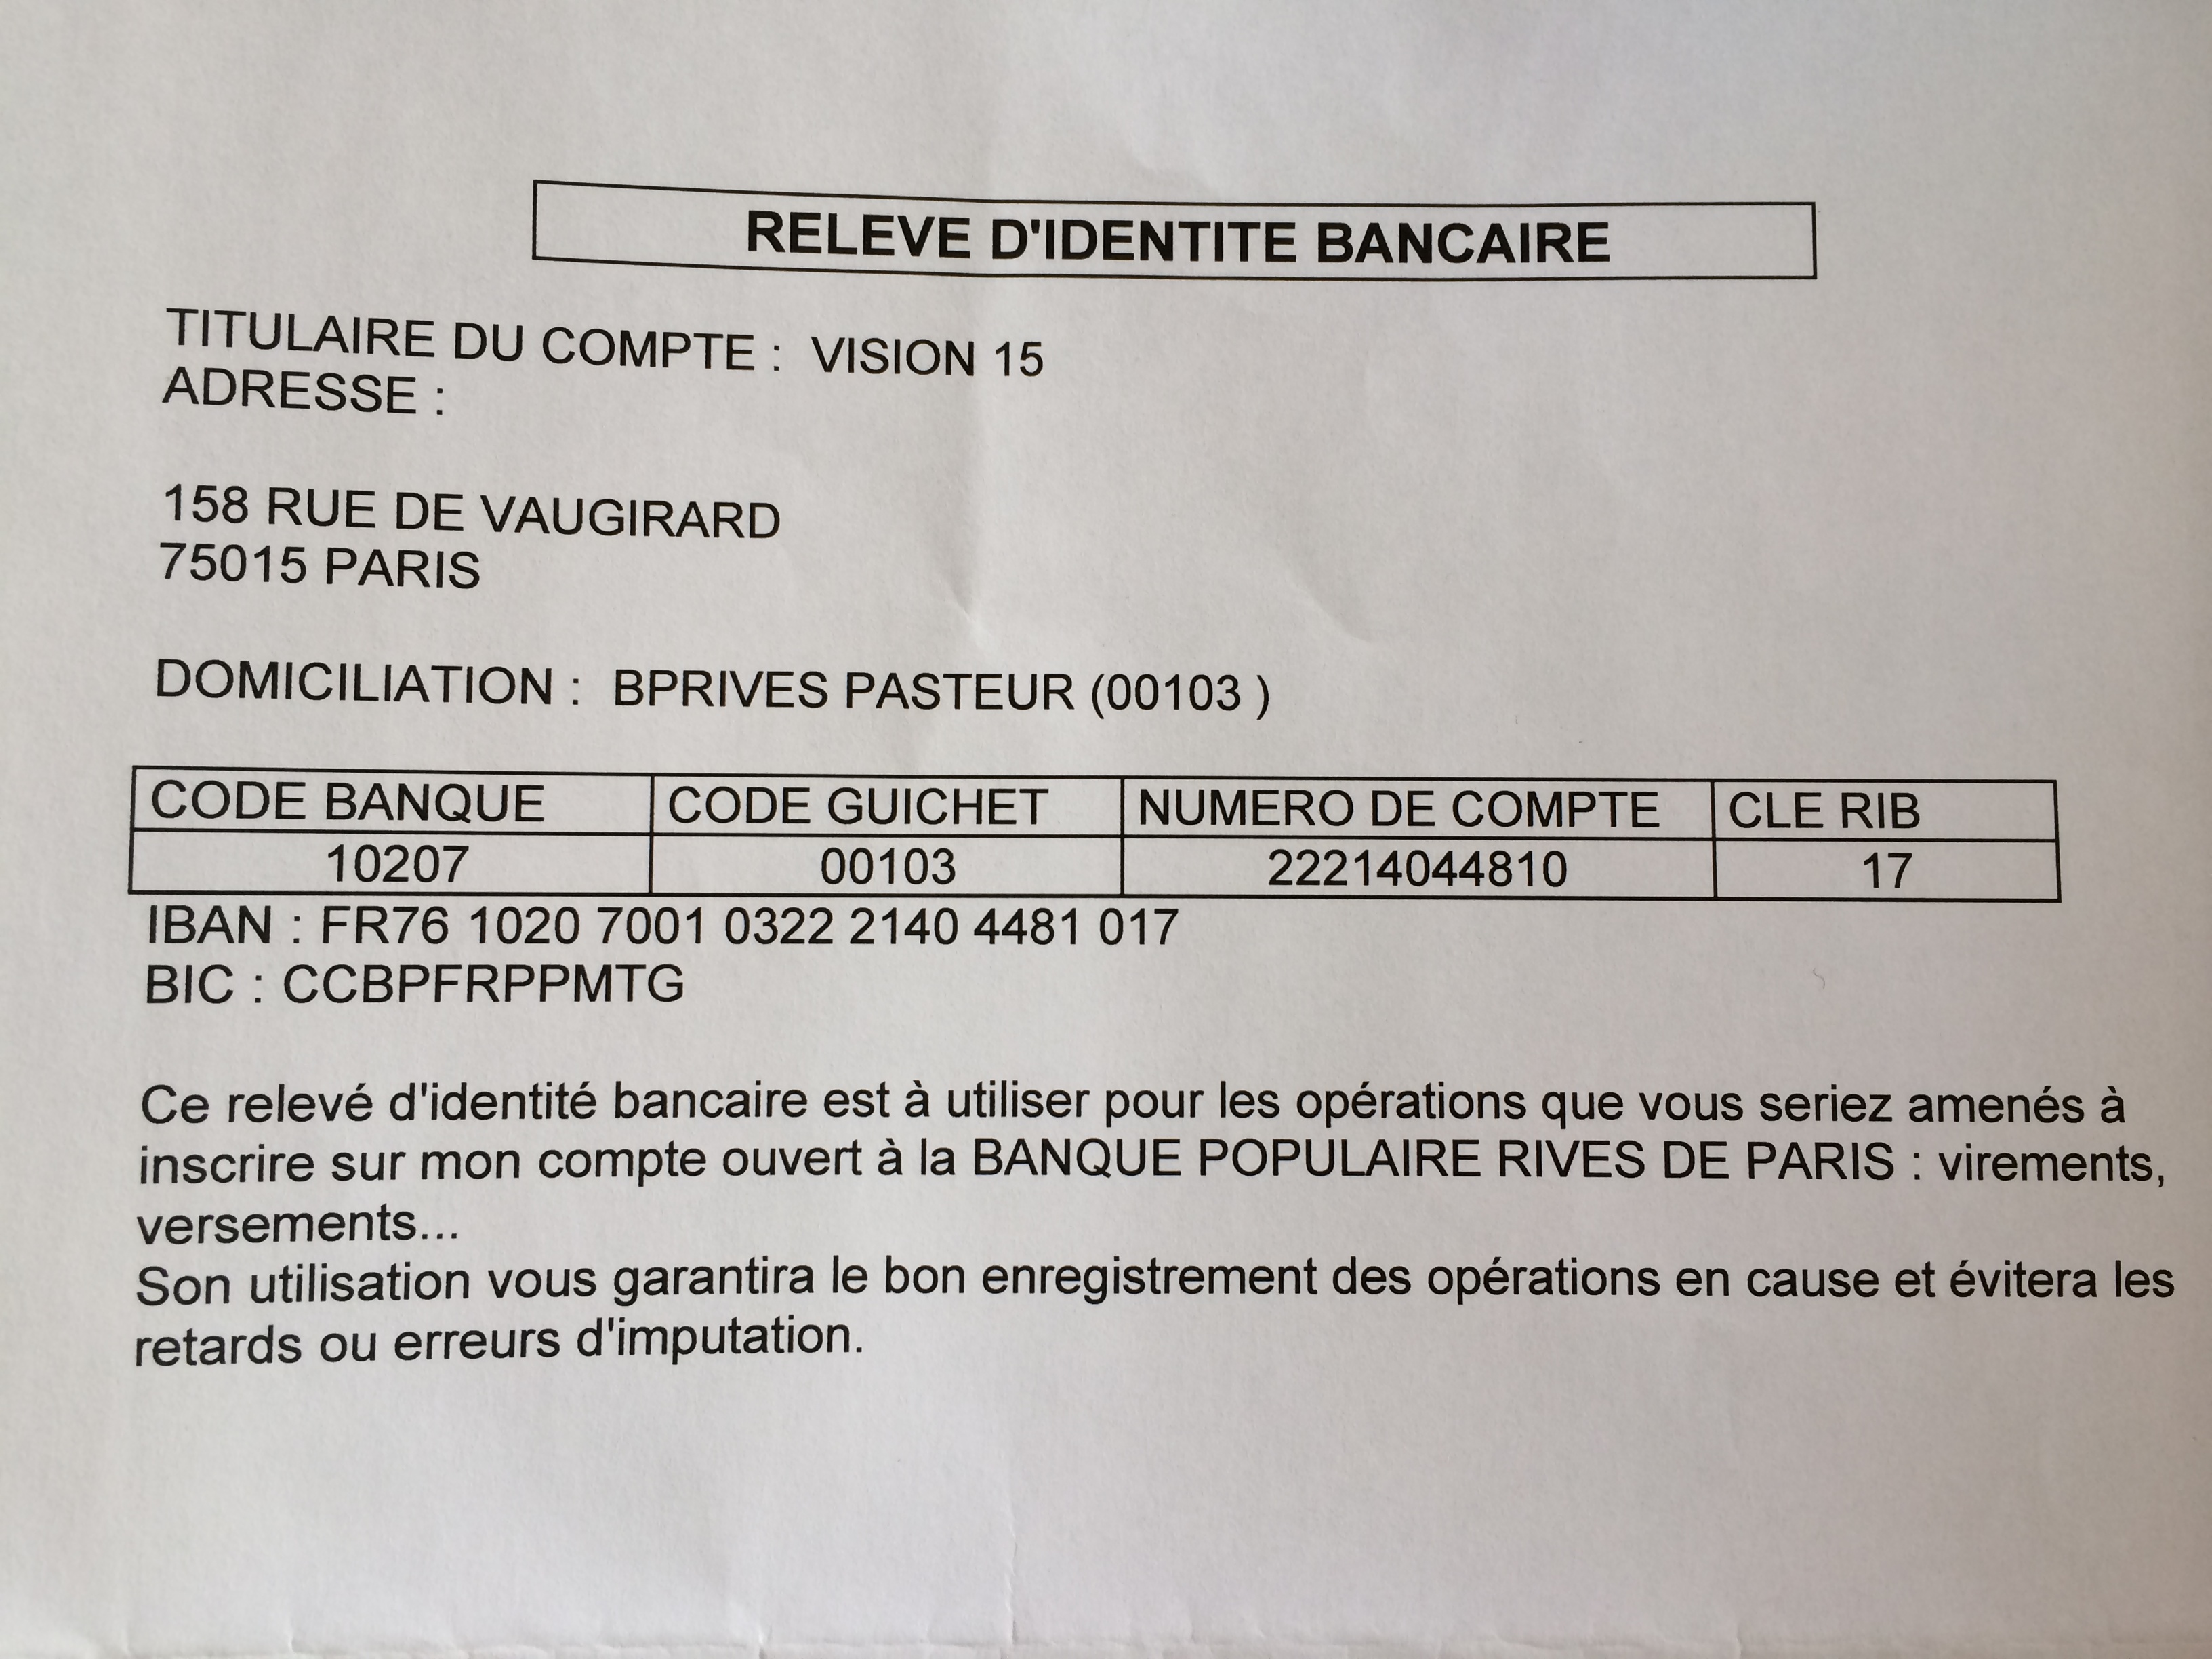 RELEVE D'IDENTITE BANCAIRE
TITULAIRE DU COMPTE : VISION 15
ADRESSE :
158 RUE DE VAUGIRARD
75015 PARIS
DOMICILIATION : BPRIVES PASTEUR (00103 )
CODE BANQUE CODE GUICHET NUMERO DE COMPTE CLE RIB
10207 00103 22214044810 17
IBAN : FR76 1020 7001 0322 2140 4481 017
BIC : CCBPFRPPMTG
Ce relevé d'identité bancaire est à utiliser pour les opérations que vous seriez amenés à
inscrire sur mon compte ouvert à la BANQUE POPULAIRE RIVES DE PARIS : virements,
versements...
Son utilisation vous garantira le bon enregistrement des opérations en cause et évitera les
retards ou erreurs d'imputation.